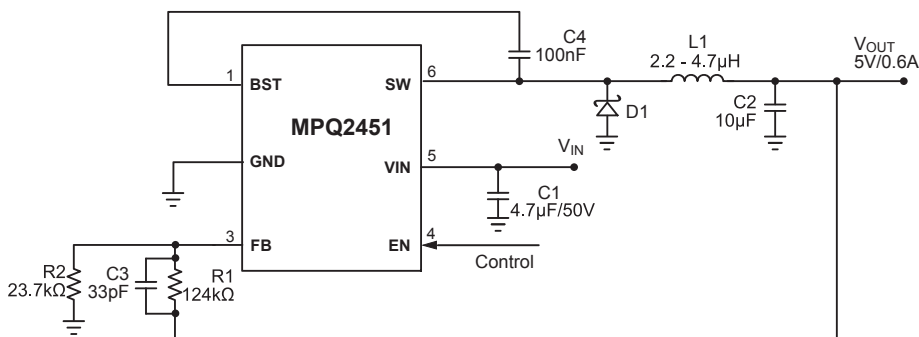 C4
100nF
L1
2.2 - 4.7µH
VOUT
5V/0.6A
1
BST
SW
6
C2
10µF
D1
MPQ2451
GND
VIN
5
VIN
C1
4.7µF/50V
3
FB
EN
4
Control
R2
23.7kΩ
C3
33pF
R1
124kΩ